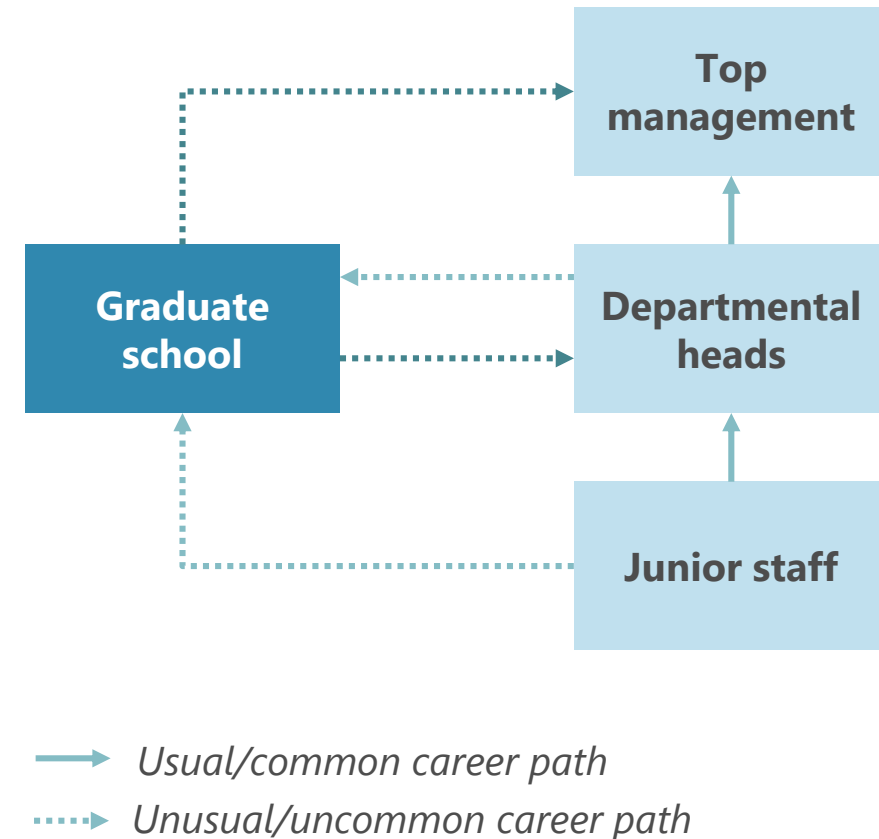 Top
management
Graduate
school
Departmental
heads
Junior staff
Usual/common career path
Unusual/uncommon career path